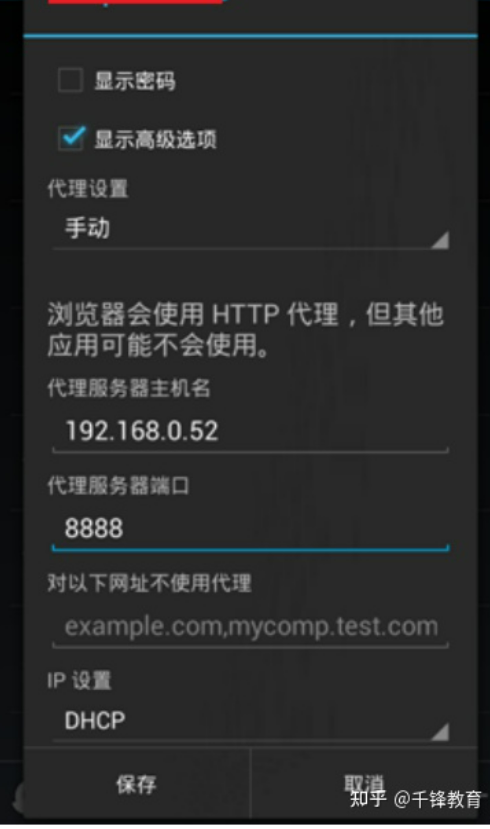 显示密码
显示高级选项
代理设置
手动
浏览器会使用 HTTP 代理，但其他
应用可能不会使用。
代理服务器主机名
192.168.0.52
代理服务器端口
8888
对以下网址不使用代理
example.com,mycomp.test.com
IP 设置
DHCP
保存
取消
知乎 @千锋教育